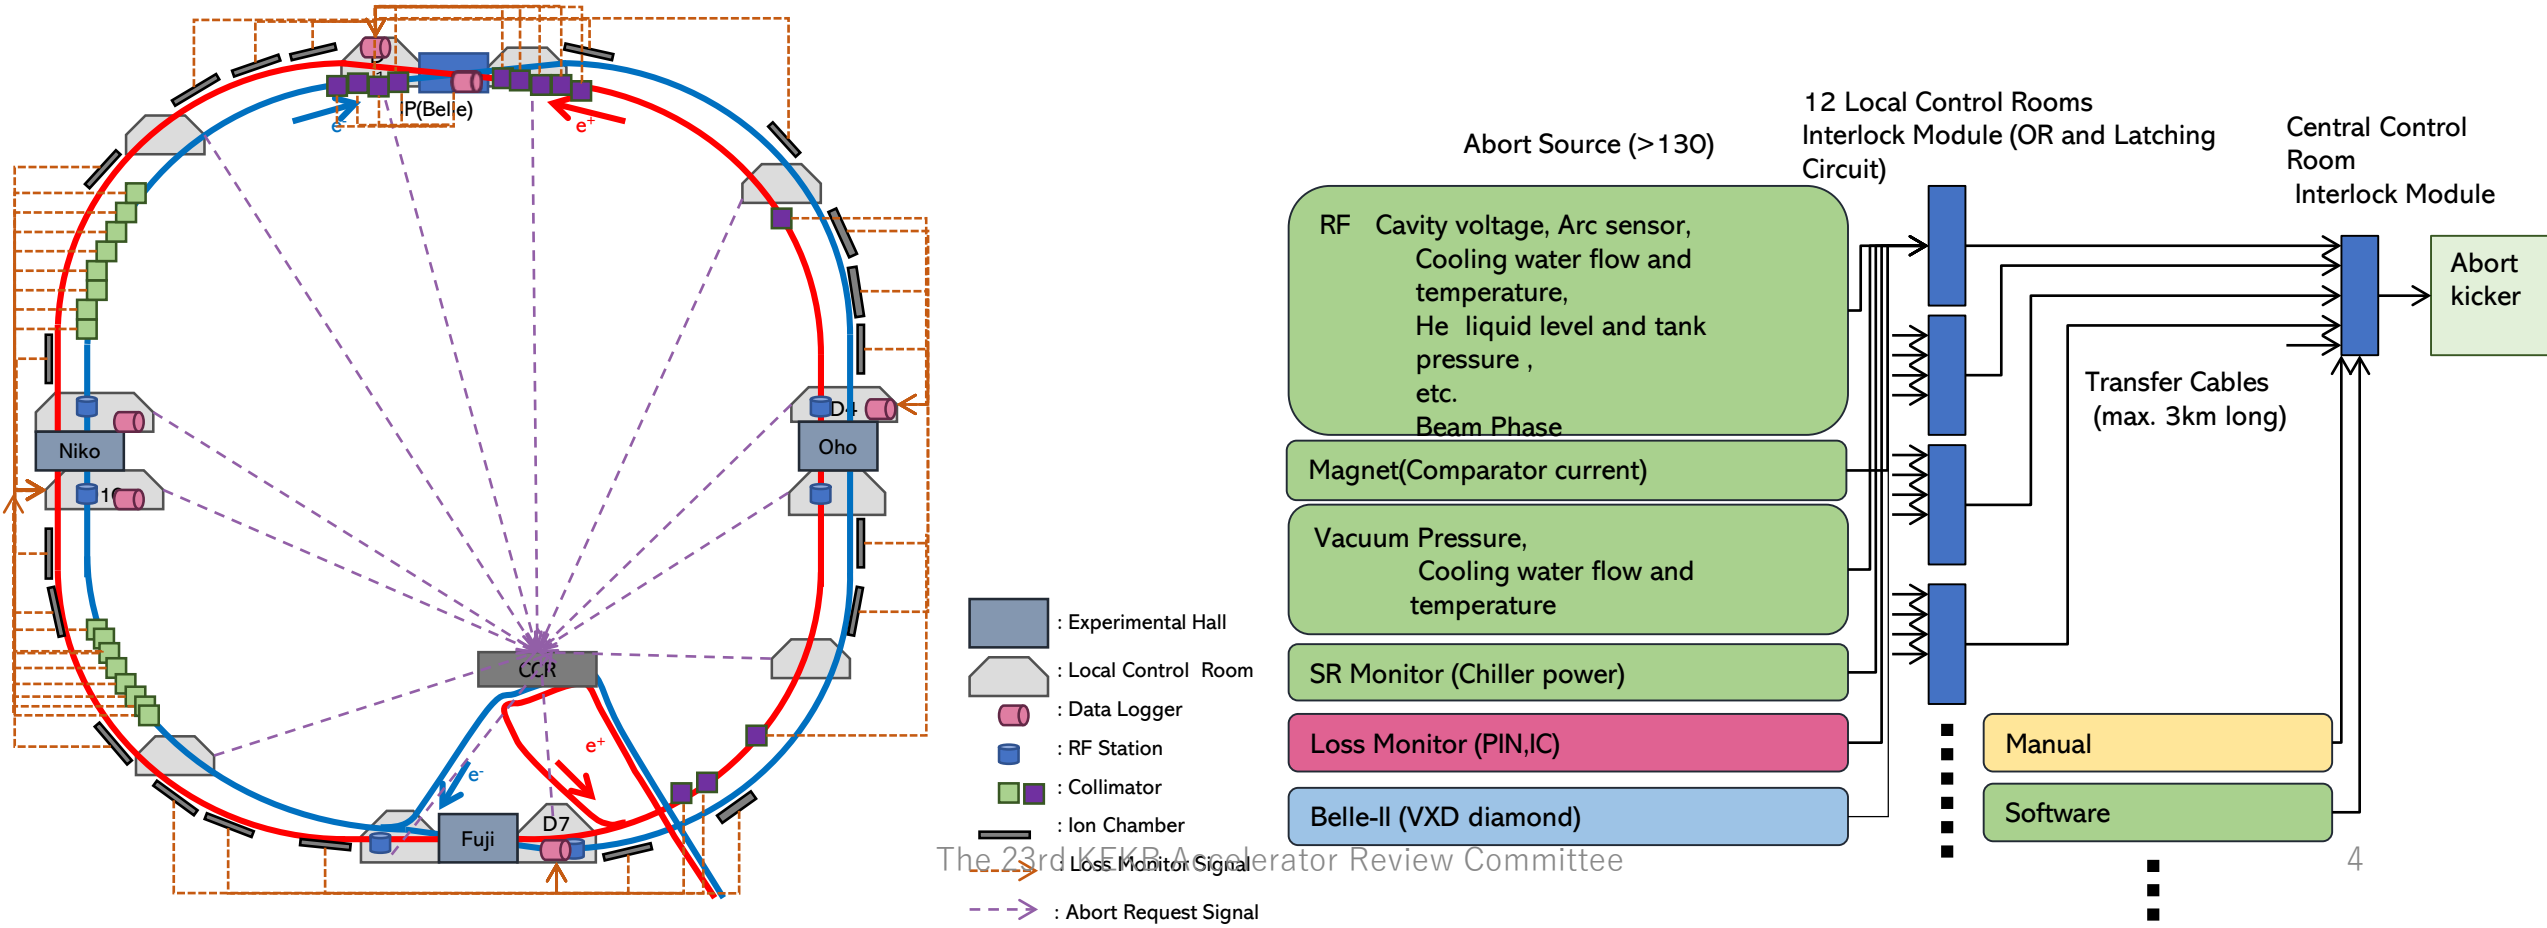 P(Belle)
e-
e+
D4
Niko
Oho
CCR
e+
e-
Fuji
D7
: Experimental Hall
: Local Control Room
: Data Logger
: RF Station
: Collimator
: Ion Chamber
: Loss Monitor Signal
: Abort Request Signal
Abort Source (>130)
12 Local Control Rooms
Interlock Module (OR and Latching
Circuit)
Central Control
Room
Interlock Module
RF Cavity voltage, Arc sensor,
Cooling water flow and
temperature,
He liquid level and tank
pressure ,
etc.
Beam Phase
Magnet(Comparator current)
Vacuum Pressure,
Cooling water flow and
temperature
SR Monitor (Chiller power)
Loss Monitor (PIN,IC)
Belle-II (VXD diamond)
Abort
kicker
Transfer Cables
(max. 3km long)
Manual
Software
The 23rd KEKB Accelerator Review Committee
4